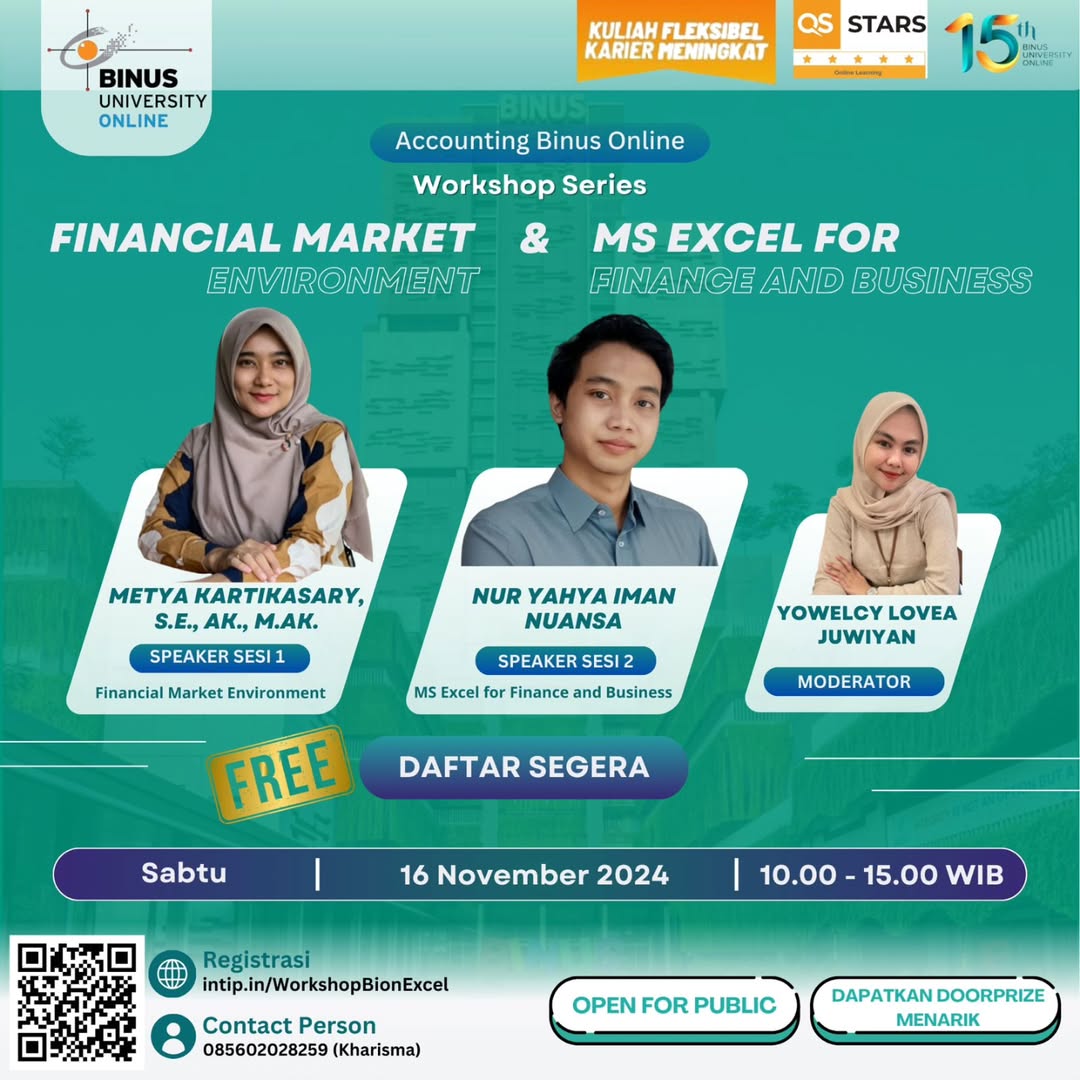 BINUS
UNIVERSITY
ONLINE
KULIAH FLEKSIBEL
KARIER MENINGKAT
QS STARS
Online Learning
15th
BINUS
UNIVERSITY
ONLINE
BINUS
Accounting Binus Online
Workshop Series
FINANCIAL MARKET
ENVIRONMENT
&
MS EXCEL FOR
FINANCE AND BUSINESS
METYA KARTIKASARY,
S.E., AK., M.AK.
SPEAKER SESI 1
Financial Market Environment
NUR YAHYA IMAN
NUANSA
SPEAKER SESI 2
MS Excel for Finance and Business
YOWELCY LOVEA
JUWIYAN
MODERATOR
FREE
DAFTAR SEGERA
Sabtu | 16 November 2024 | 10.00 - 15.00 WIB
Registrasi
intip.in/WorkshopBionExcel
Contact Person
085602028259 (Kharisma)
OPEN FOR PUBLIC
DAPATKAN DOORPRIZE
MENARIK